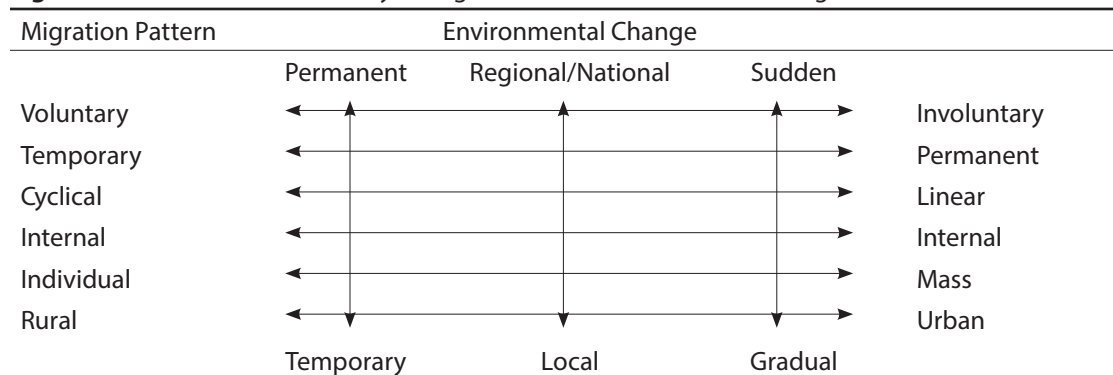 Migration Pattern Environmental Change
Permanent Regional/National Sudden
Voluntary Involuntary
Temporary Permanent
Cyclical Linear
Internal Internal
Individual Mass
Rural Urban
Temporary Local Gradual